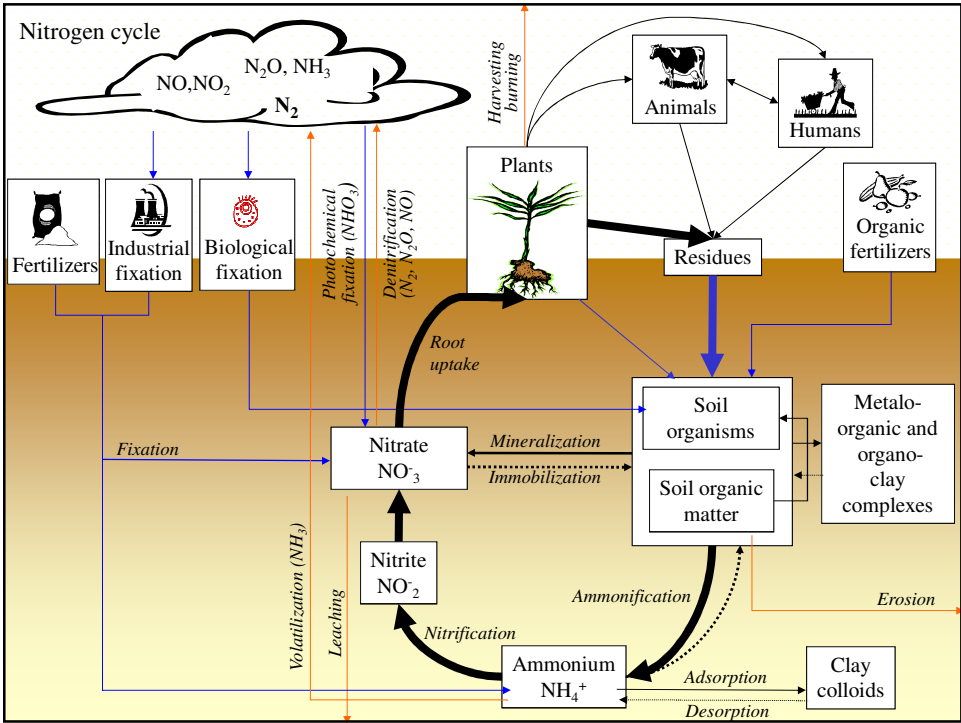 Nitrogen cycle
NO,NO₂
N₂O, NH₃
N₂
Harvesting
burning
Animals
Humans
Plants
Fertilizers
Industrial
fixation
Biological
fixation
Photochemical
fixation (NHO₃)
Denitrification
(N₂, N₂O, NO)
Residues
Organic
fertilizers
Root
uptake
Soil
organisms
Soil organic
matter
Metalo-
organic and
organo-
clay
complexes
Fixation
Nitrate
NO⁻₃
Mineralization
Immobilization
Nitrite
NO⁻₂
Volatilization (NH₃)
Leaching
Ammonification
Erosion
Nitrification
Ammonium
NH₄⁺
Adsorption
Desorption
Clay
colloids